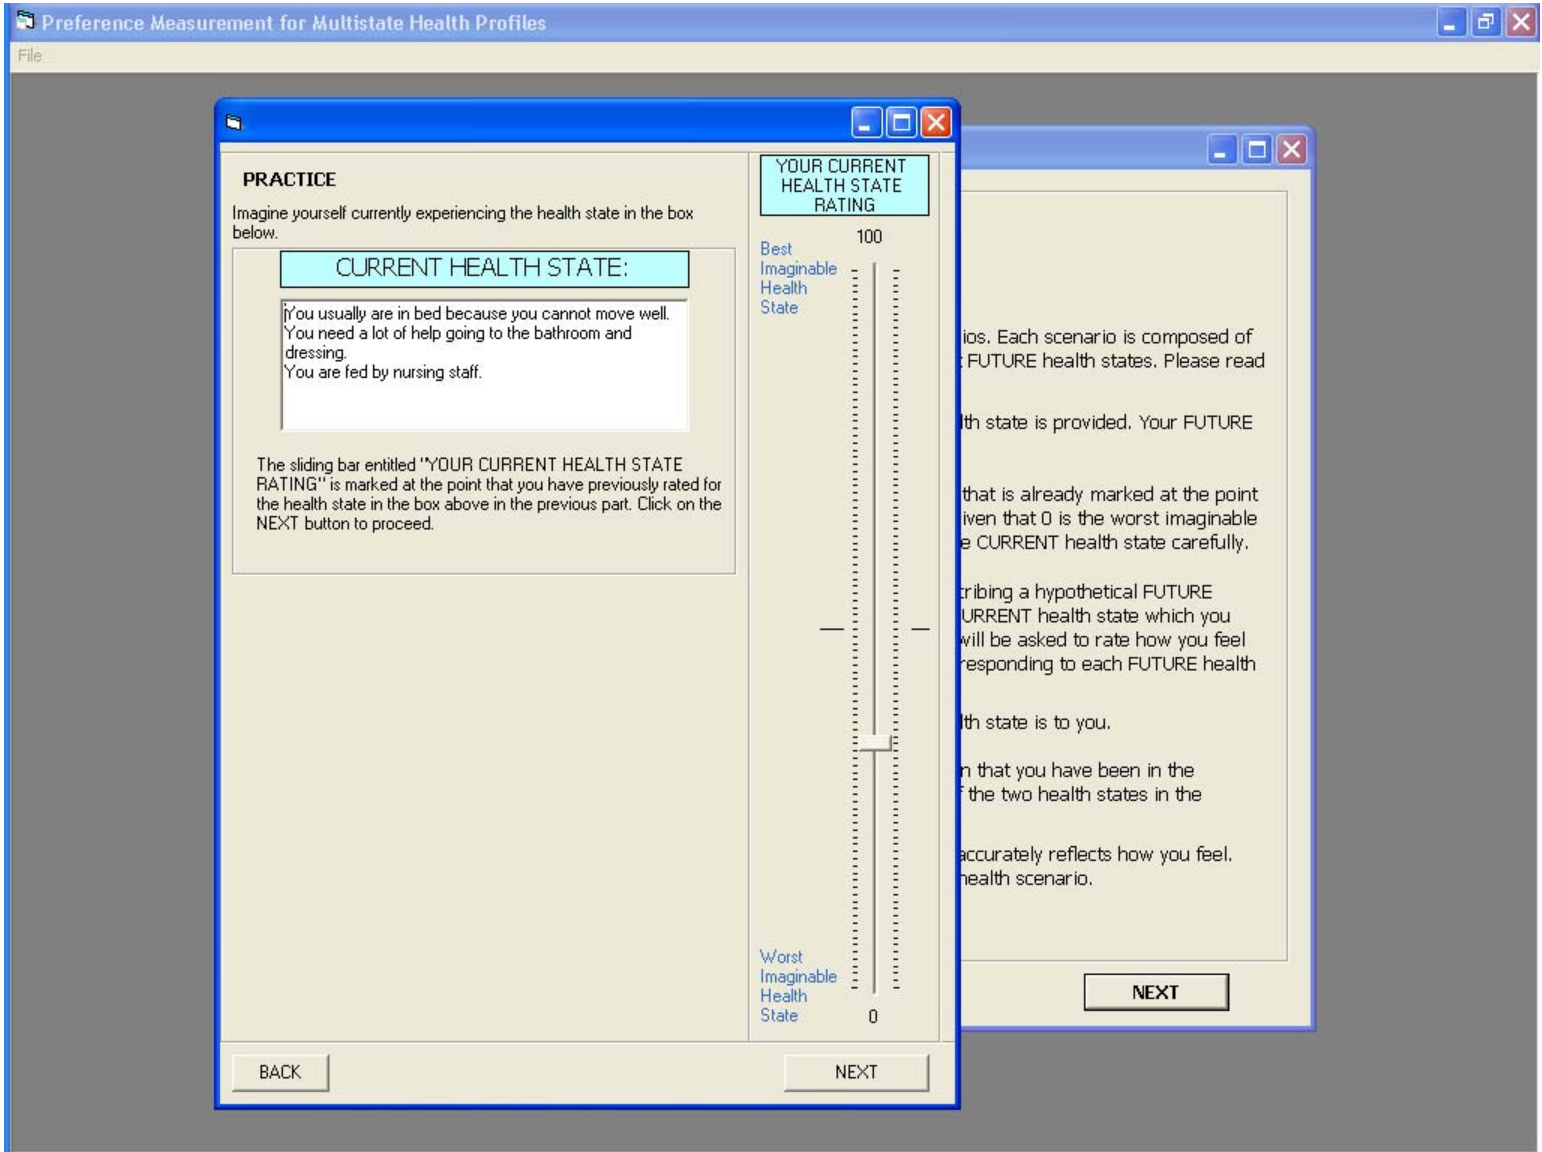 Preference Measurement for Multistate Health Profiles
File
PRACTICE
Imagine yourself currently experiencing the health state in the box
below.
CURRENT HEALTH STATE:
You usually are in bed because you cannot move well.
You need a lot of help going to the bathroom and
dressing.
You are fed by nursing staff.
The sliding bar entitled "YOUR CURRENT HEALTH STATE
RATING" is marked at the point that you have previously rated for
the health state in the box above in the previous part. Click on the
NEXT button to proceed.
YOUR CURRENT
HEALTH STATE
RATING
100
Best
Imaginable
Health
State
Worst
Imaginable
Health
State
0
BACK
NEXT
ios. Each scenario is composed of
FUTURE health states. Please read
lth state is provided. Your FUTURE
that is already marked at the point
iven that 0 is the worst imaginable
e CURRENT health state carefully.
cribing a hypothetical FUTURE
URRENT health state which you
will be asked to rate how you feel
responding to each FUTURE health
lth state is to you.
n that you have been in the
f the two health states in the
accurately reflects how you feel.
health scenario.
NEXT